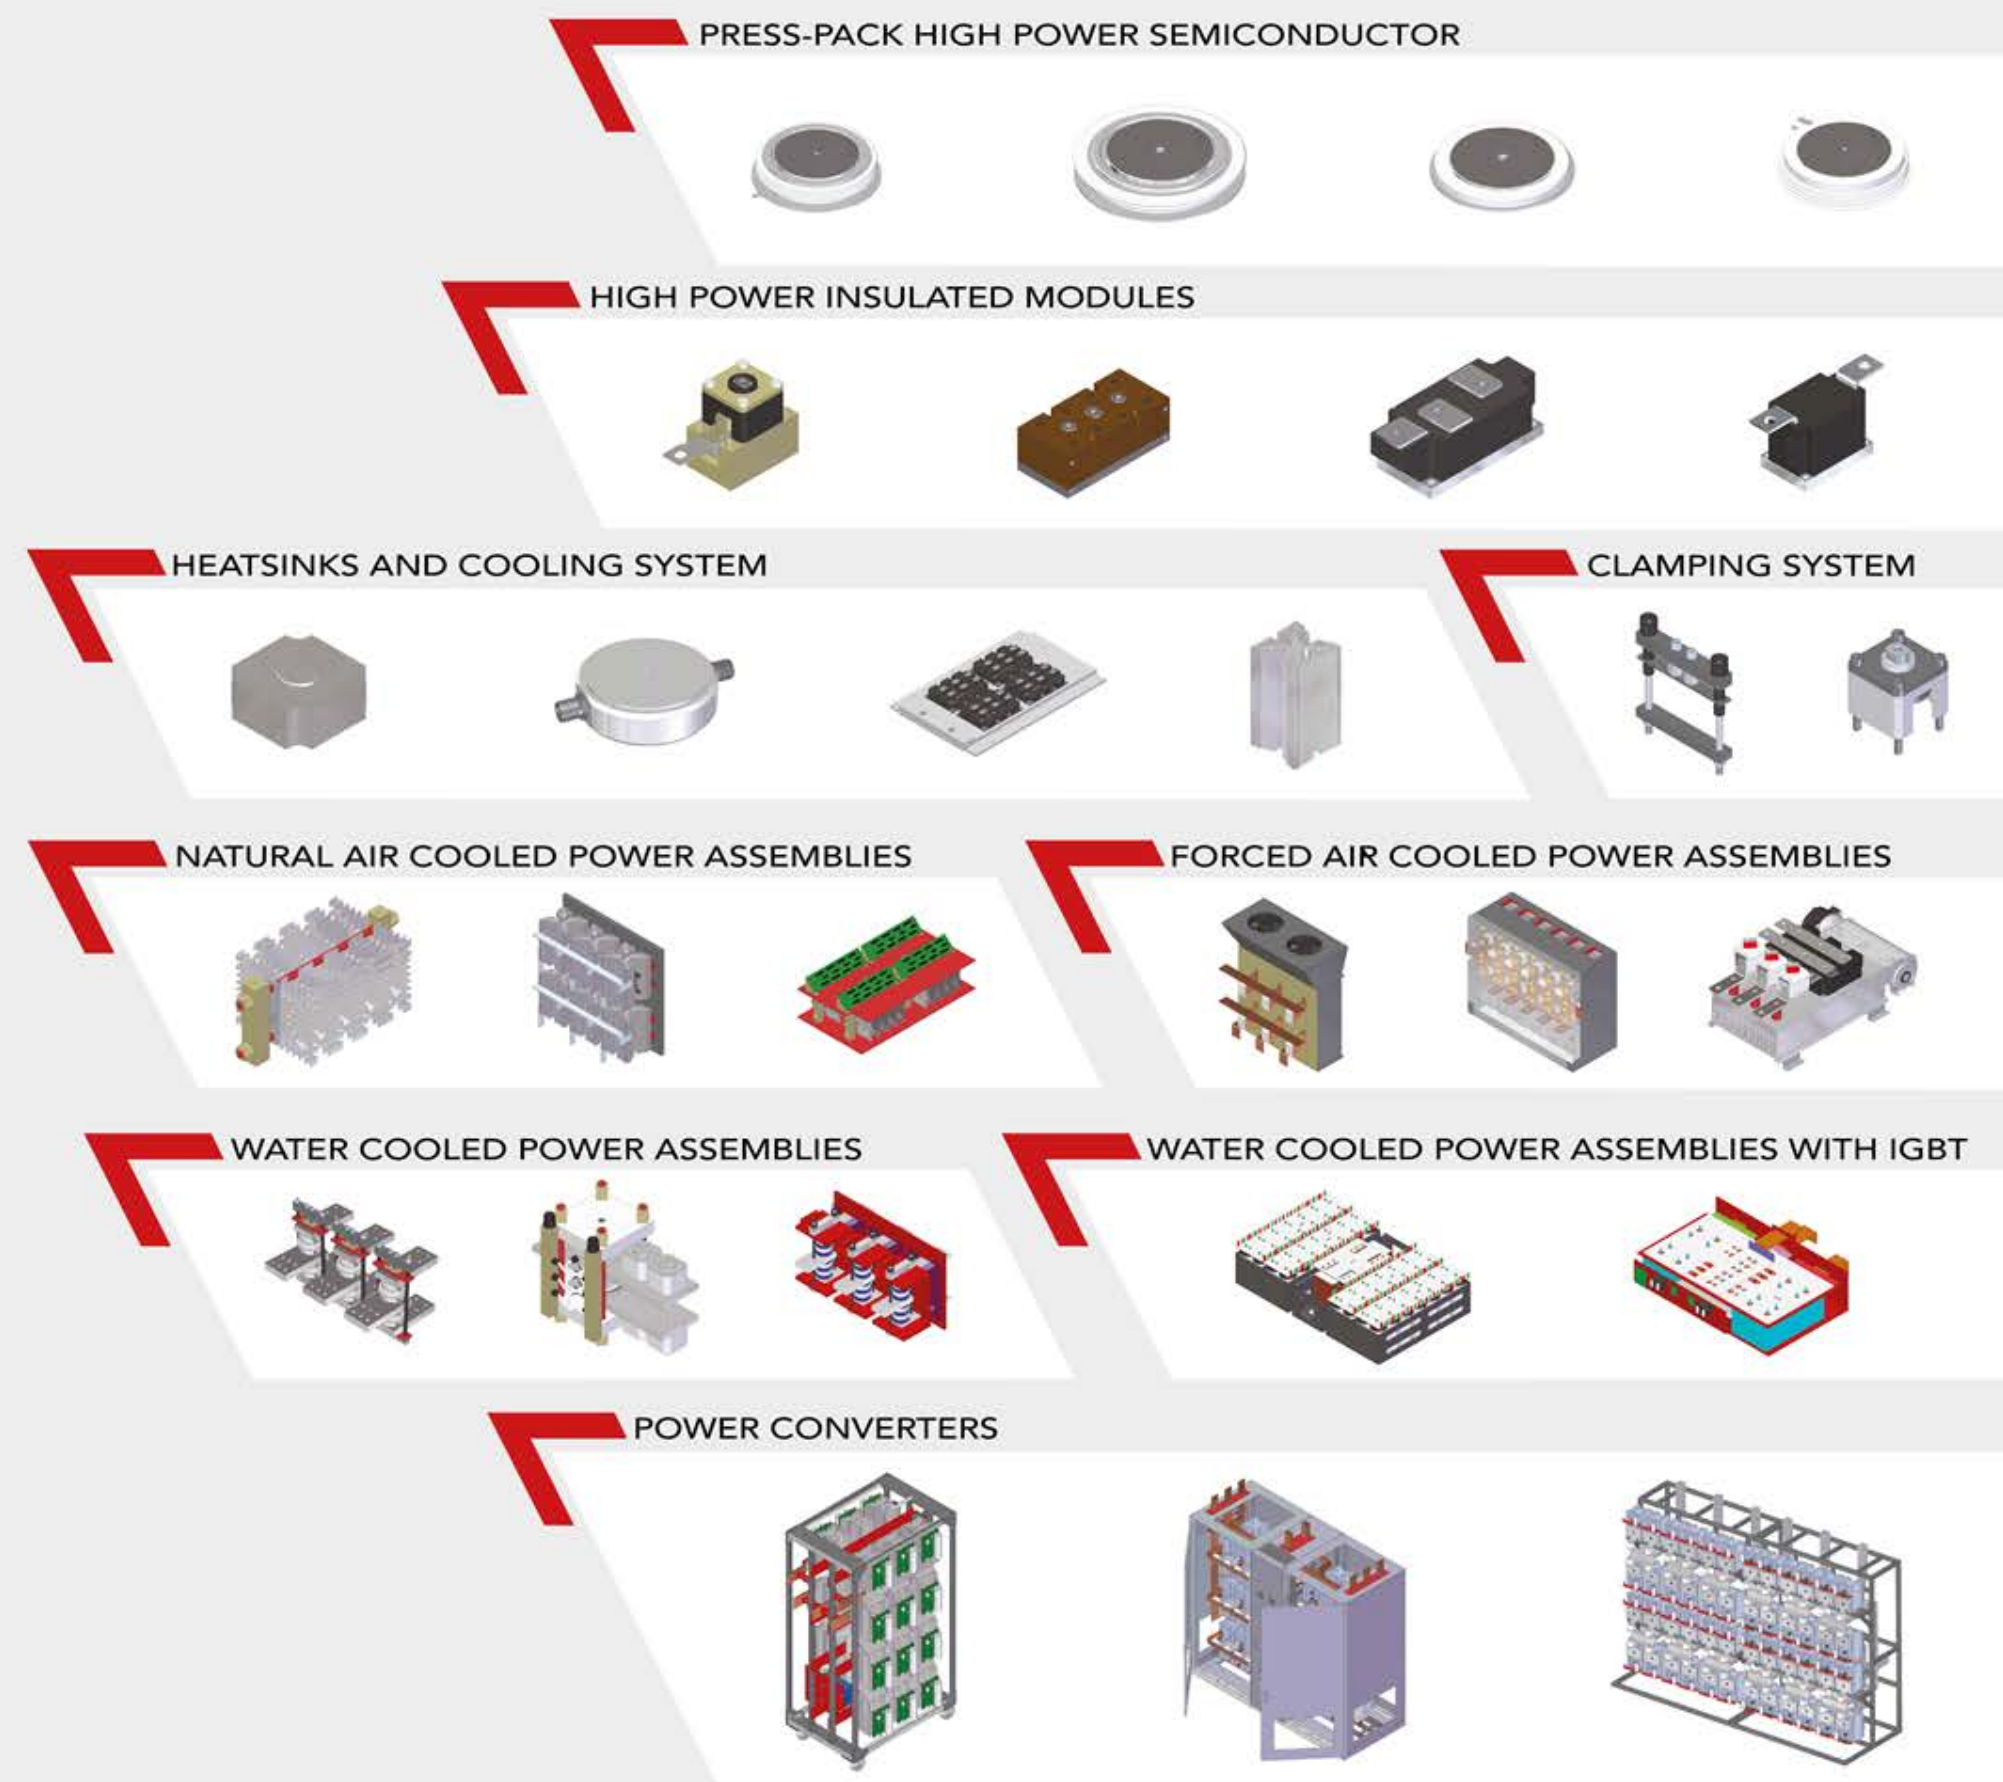 PRESS-PACK HIGH POWER SEMICONDUCTOR
HIGH POWER INSULATED MODULES
HEATSINKS AND COOLING SYSTEM
CLAMPING SYSTEM
NATURAL AIR COOLED POWER ASSEMBLIES
FORCED AIR COOLED POWER ASSEMBLIES
WATER COOLED POWER ASSEMBLIES
WATER COOLED POWER ASSEMBLIES WITH IGBT
POWER CONVERTERS